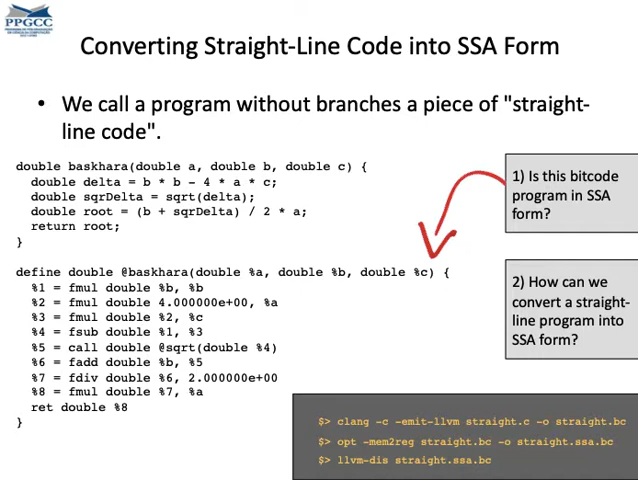 PPGCC
Converting Straight-Line Code into SSA Form
• We call a program without branches a piece of "straight-
line code".
double baskhara(double a, double b, double c) {
double delta = b * b - 4 * a * c;
double sqrDelta = sqrt(delta);
double root = (b + sqrDelta) / 2 * a;
return root;
}
define double @baskhara(double %a, double %b, double %c) {
%1 = fmul double %b, %b
%2 = fmul double 4.000000e+00, %a
%3 = fmul double %2, %c
%4 = fsub double %1, %3
%5 = call double @sqrt(double %4)
%6 = fadd double %b, %5
%7 = fdiv double %6, 2.000000e+00
%8 = fmul double %7, %a
ret double %8
}
1) Is this bitcode
program in SSA
form?
2) How can we
convert a straight-
line program into
SSA form?
$> clang -c -emit-llvm straight.c -o straight.bc
$> opt -mem2reg straight.bc -o straight.ssa.bc
$> llvm-dis straight.ssa.bc